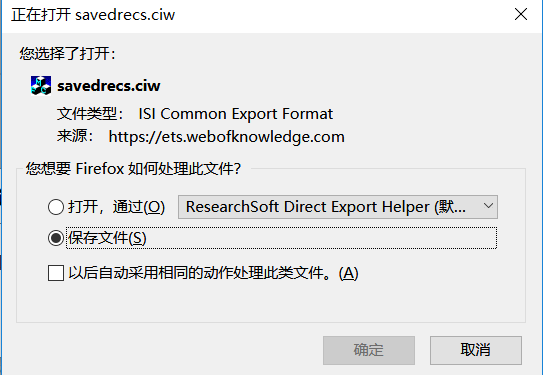 正在打开 savedrecs.ciw
您选择了打开：
savedrecs.ciw
文件类型： ISI Common Export Format
来源： https://ets.webofknowledge.com
您想要 Firefox 如何处理此文件？
打开，通过(O) ResearchSoft Direct Export Helper (默...
保存文件(S)
以后自动采用相同的动作处理此类文件。(A)
确定 取消